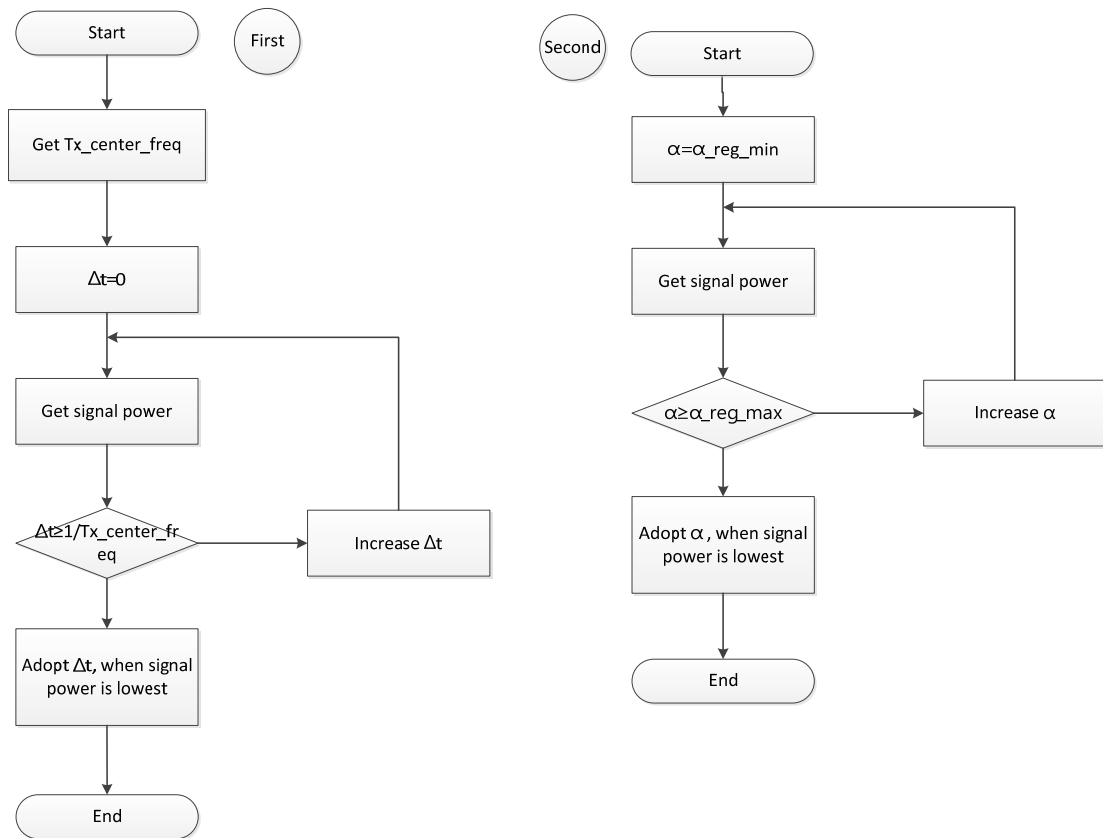 Start
First
Get Tx_center_freq
Δt=0
Get signal power
Δt≥1/Tx_center_fr
eq
Increase Δt
Adopt Δt, when signal
power is lowest
End
Second
Start
α=α_reg_min
Get signal power
α≥α_reg_max
Increase α
Adopt α, when signal
power is lowest
End